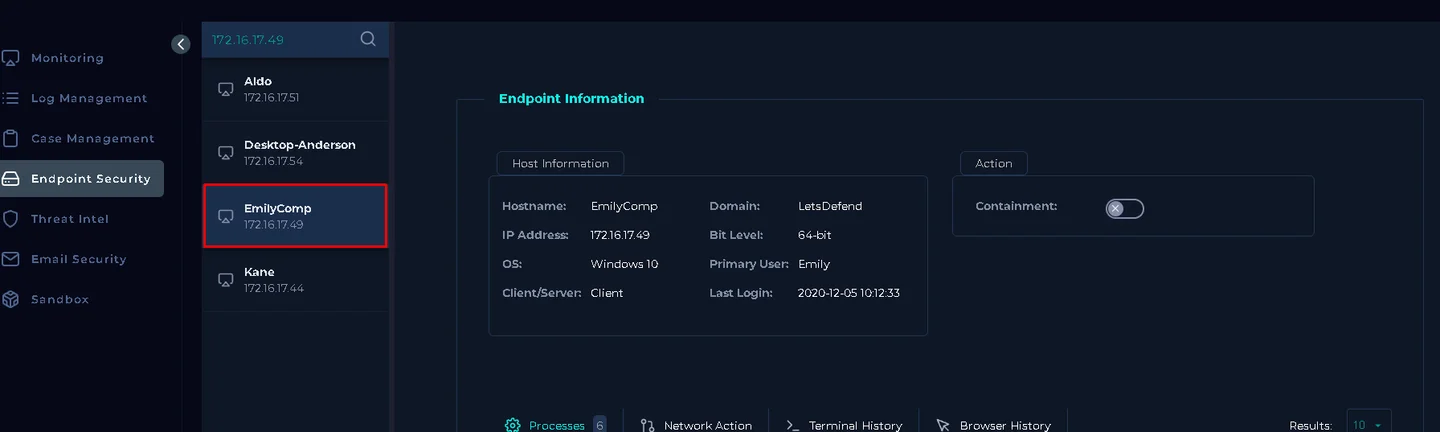 Monitoring
Log Management
Case Management
Endpoint Security
Threat Intel
Email Security
Sandbox
172.16.17.49
Aldo
172.16.17.51
Desktop-Anderson
172.16.17.54
EmilyComp
172.16.17.49
Kane
172.16.17.44
Endpoint Information
Host Information
Hostname: EmilyComp Domain: LetsDefend
IP Address: 172.16.17.49 Bit Level: 64-bit
OS: Windows 10 Primary User: Emily
Client/Server: Client Last Login: 2020-12-05 10:12:33
Action
Containment:
Processes 6 Network Action Terminal History Browser History Results: 10